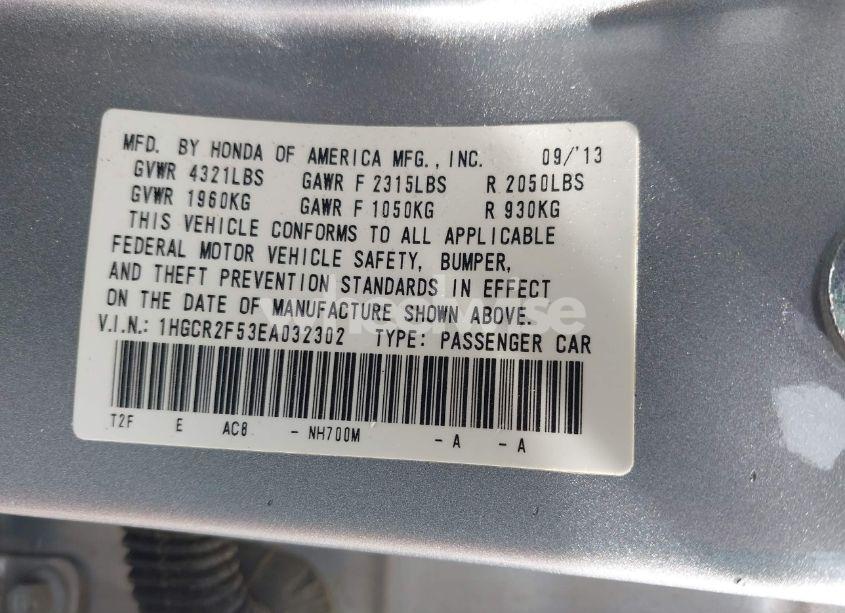 MFD. BY HONDA OF AMERICA MFG., INC. 09/'13
GVWR 4321LBS GAWR F 2315LBS R 2050LBS
GVWR 1960KG GAWR F 1050KG R 930KG
THIS VEHICLE CONFORMS TO ALL APPLICABLE
FEDERAL MOTOR VEHICLE SAFETY, BUMPER,
AND THEFT PREVENTION STANDARDS IN EFFECT
ON THE DATE OF MANUFACTURE SHOWN ABOVE.
wheelwise
V.I.N.: 1HGCR2F53EA032302 TYPE: PASSENGER CAR
T2F E AC8 - NH700M - A - A